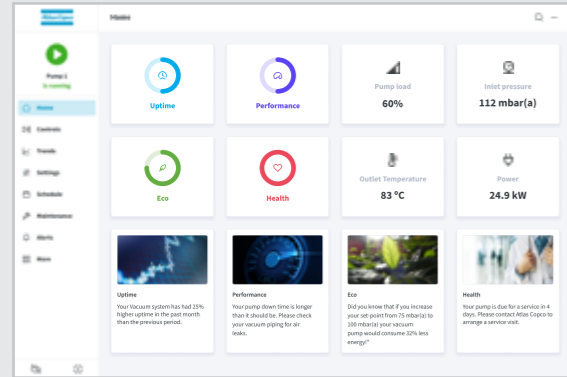 Home
Pump 1
is running
Home
Controls
Trends
Settings
Schedule
Maintenance
Alerts
More
Uptime
Performance
Pump load
60%
Inlet pressure
112 mbar(a)
Eco
Health
Outlet Temperature
83 °C
Power
24.9 kW
Uptime
Your Vacuum system has had 25%
higher uptime in the past month
than the previous period.
Performance
Your pump down time is longer
than it should be. Please check
your vacuum piping for air
leaks.
Eco
Did you know that if you increase
your set-point from 75 mbar(a) to
100 mbar(a) your vacuum
pump would consume 32% less
energy!"
Health
Your pump is due for a service in 4
days. Please contact Atlas Copco to
arrange a service visit.